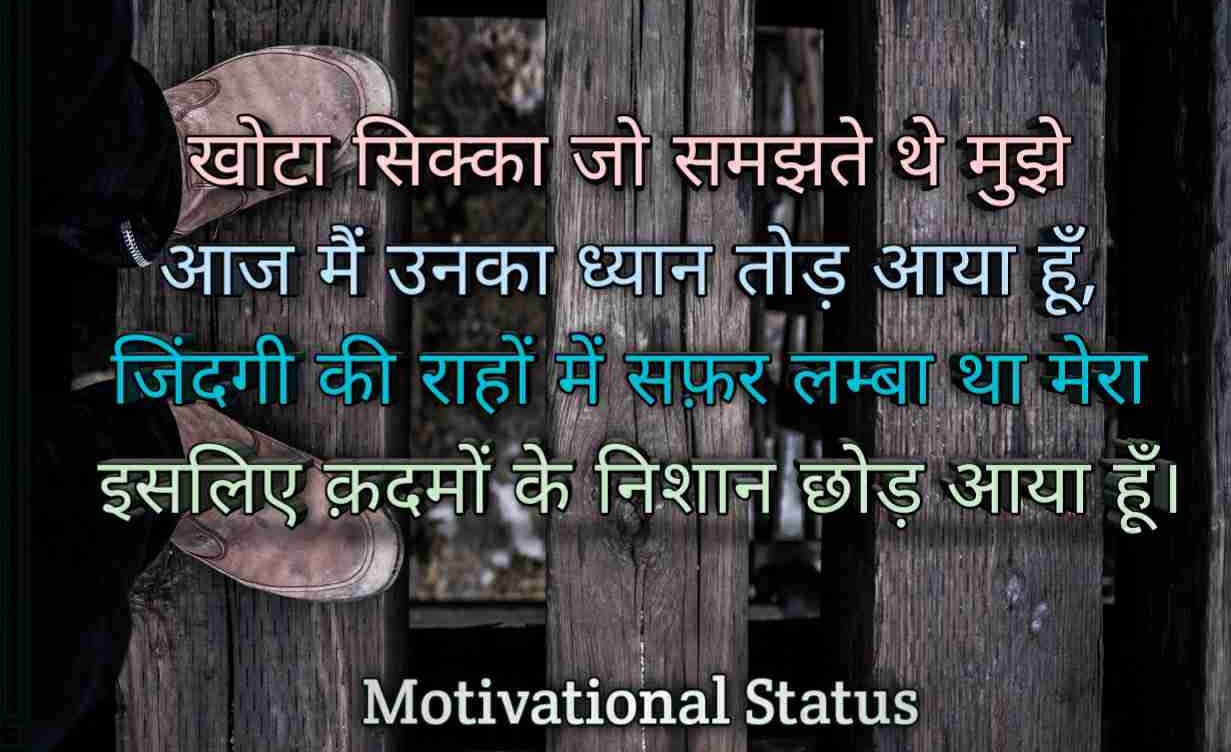 खोटा सिक्का जो समझते थे मुझे
आज मैं उनका ध्यान तोड़ आया हूँ,
जिंदगी की राहों में सफ़र लम्बा था मेरा
इसलिए क़दमों के निशान छोड़ आया हूँ।
Motivational Status